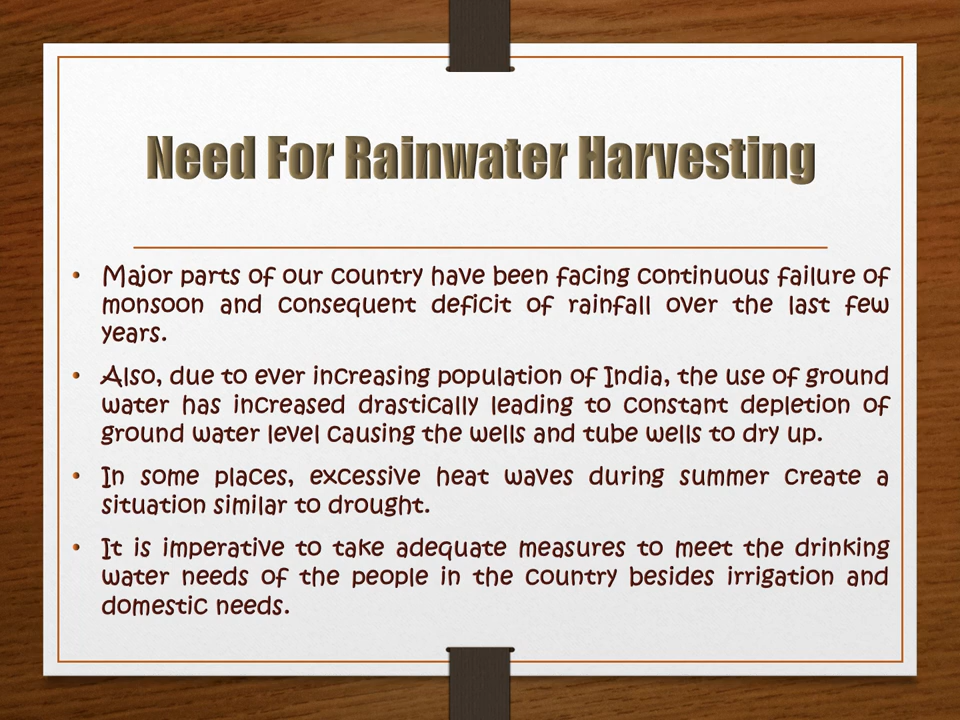 Need For Rainwater Harvesting
• Major parts of our country have been facing continuous failure of
monsoon and consequent deficit of rainfall over the last few
years.
• Also, due to ever increasing population of India, the use of ground
water has increased drastically leading to constant depletion of
ground water level causing the wells and tube wells to dry up.
• In some places, excessive heat waves during summer create a
situation similar to drought.
• It is imperative to take adequate measures to meet the drinking
water needs of the people in the country besides irrigation and
domestic needs.